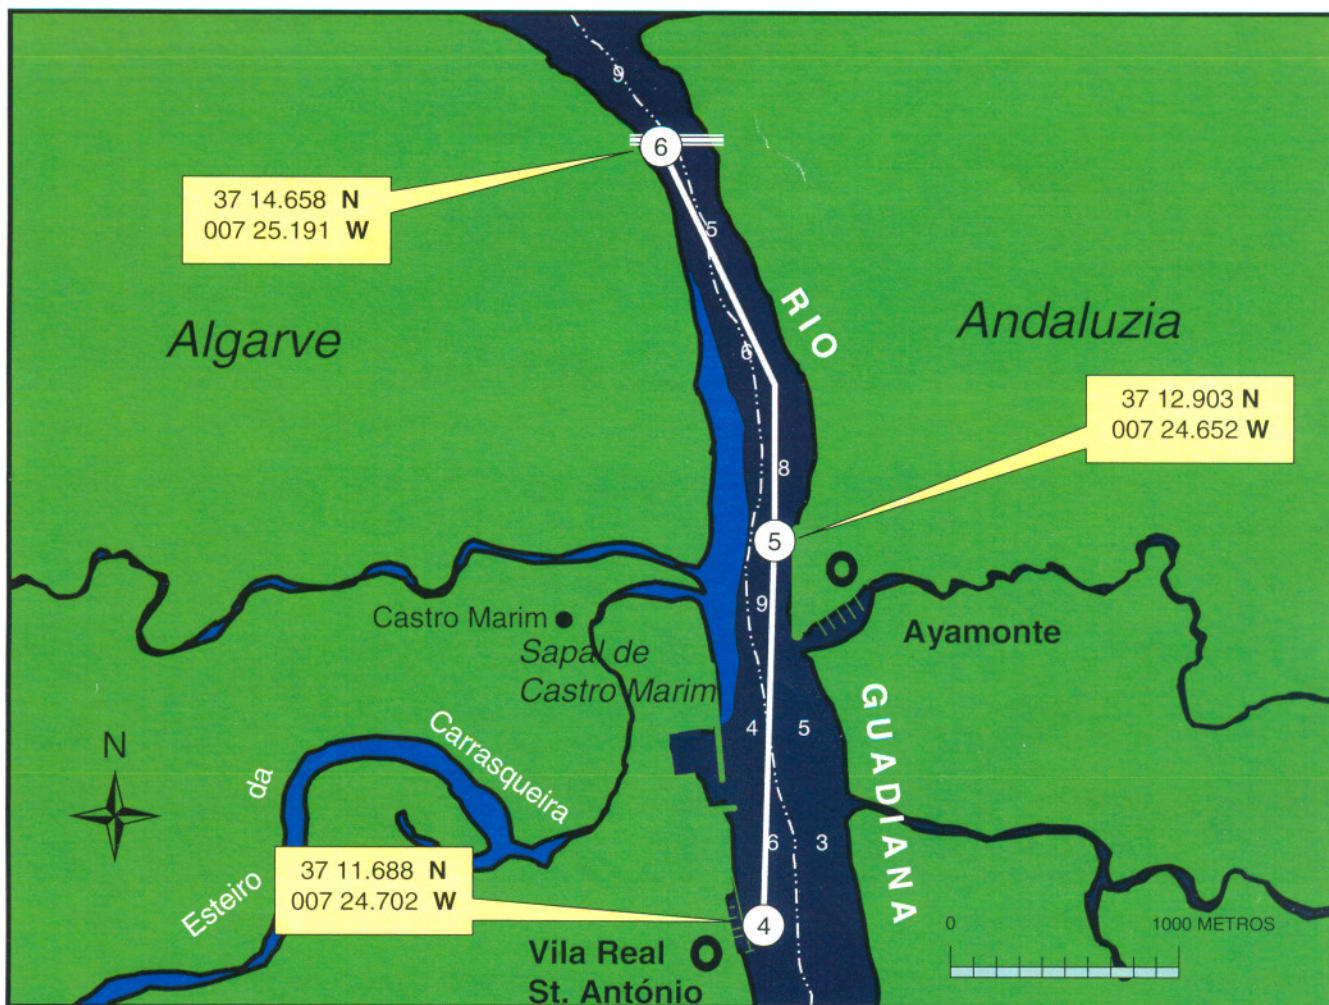 9
6
37 14.658 N
007 25.191 W
5
RIO
Algarve
Andaluzia
6
37 12.903 N
007 24.652 W
8
5
9
Castro Marim
Ayamonte
Sapal de
Castro Marim
GUADIANA
4
5
N
Esteiro da Carrasqueira
6
3
37 11.688 N
007 24.702 W
4
0
1000 METROS
Vila Real
St. António